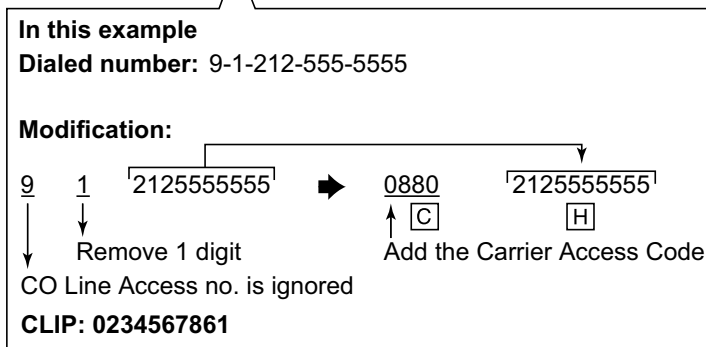 In this example
Dialed number: 9-1-212-555-5555
Modification:
9 1 2125555555 0880 2125555555
C H
Remove 1 digit Add the Carrier Access Code
CO Line Access no. is ignored
CLIP: 0234567861